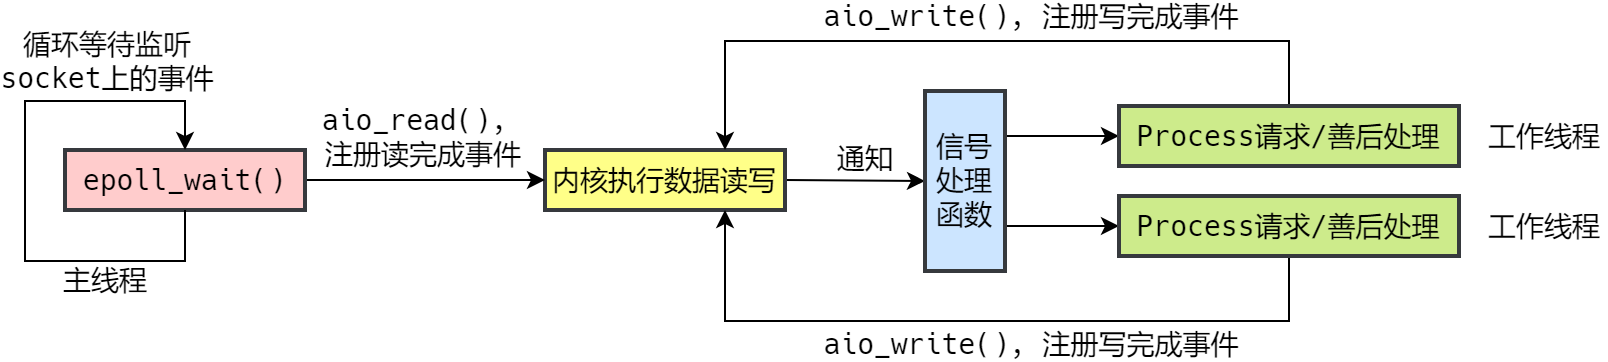 aio_write(), 注册写完成事件
循环等待监听
socket上的事件
aio_read(),
注册读完成事件
epoll_wait()
主线程
内核执行数据读写
通知
信号
处理
函数
Process请求/善后处理
工作线程
Process请求/善后处理
工作线程
aio_write(), 注册写完成事件